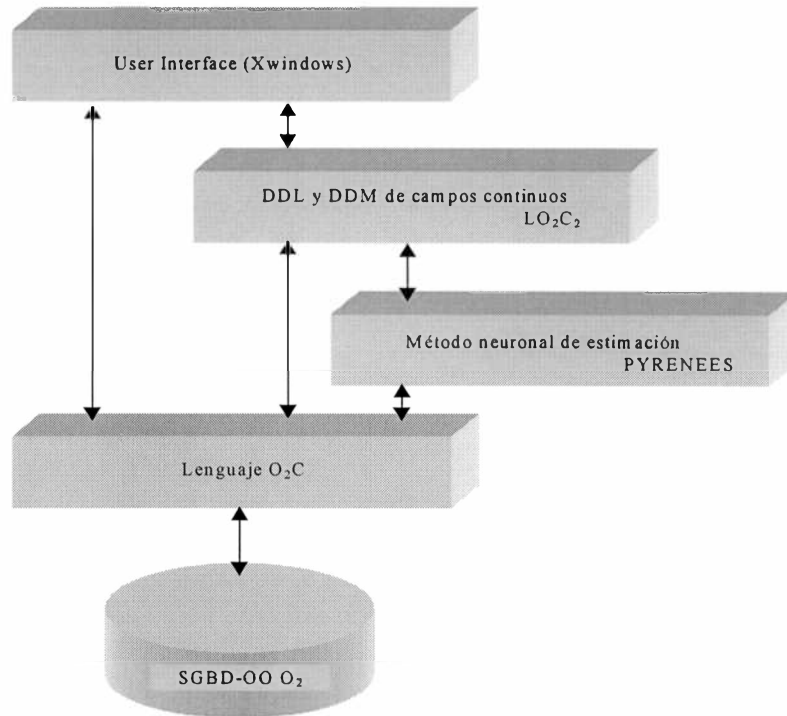 User Interface (Xwindows)
DDL y DDM de campos continuos
LO₂C₂
Método neuronal de estimación
PYRENEES
Lenguaje O₂C
SGBD-OO O₂